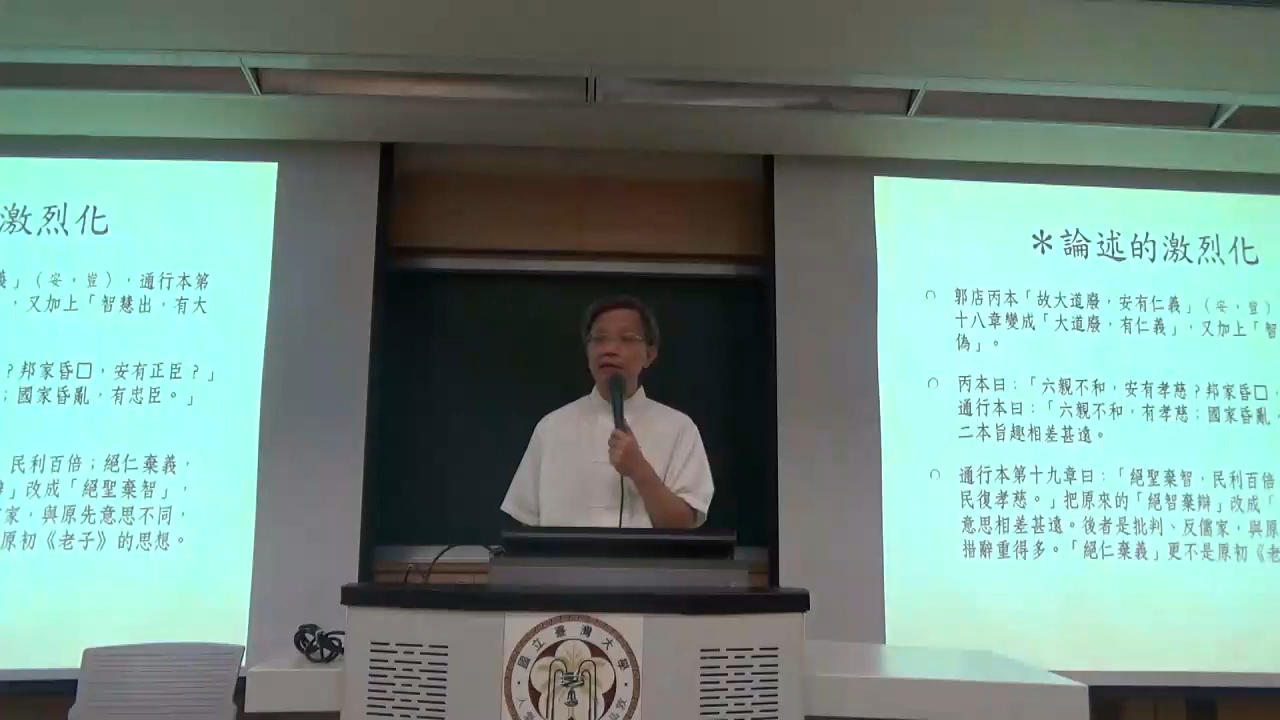 激烈化
義」（安，豈），通行本第
，又加上「智慧出，有大
？邦家昏□，安有正臣？」
；國家昏亂，有忠臣。」
民利百倍；絕仁棄義，
」改成「絕聖棄智」，
家，與原先意思不同，
原初《老子》的思想。
＊論述的激烈化
郭店丙本「故大道廢，安有仁義」（安，豈）
十八章變成「大道廢，有仁義」，又加上「智
偽」。
丙本曰：「六親不和，安有孝慈？邦家昏□，
通行本曰：「六親不和，有孝慈；國家昏亂，
二本旨趣相差甚遠。
通行本第十九章曰：「絕聖棄智，民利百倍
民復孝慈。」把原來的「絕智棄辯」改成「
意思相差甚遠。後者是批判、反儒家，與原
措辭重得多。「絕仁棄義」更不是原初《老
國立臺灣大學